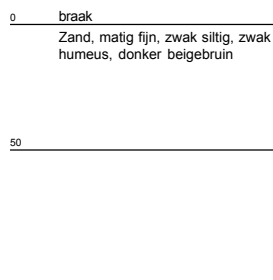 0 braak
Zand, matig fijn, zwak siltig, zwak
humeus, donker beigebruin
50